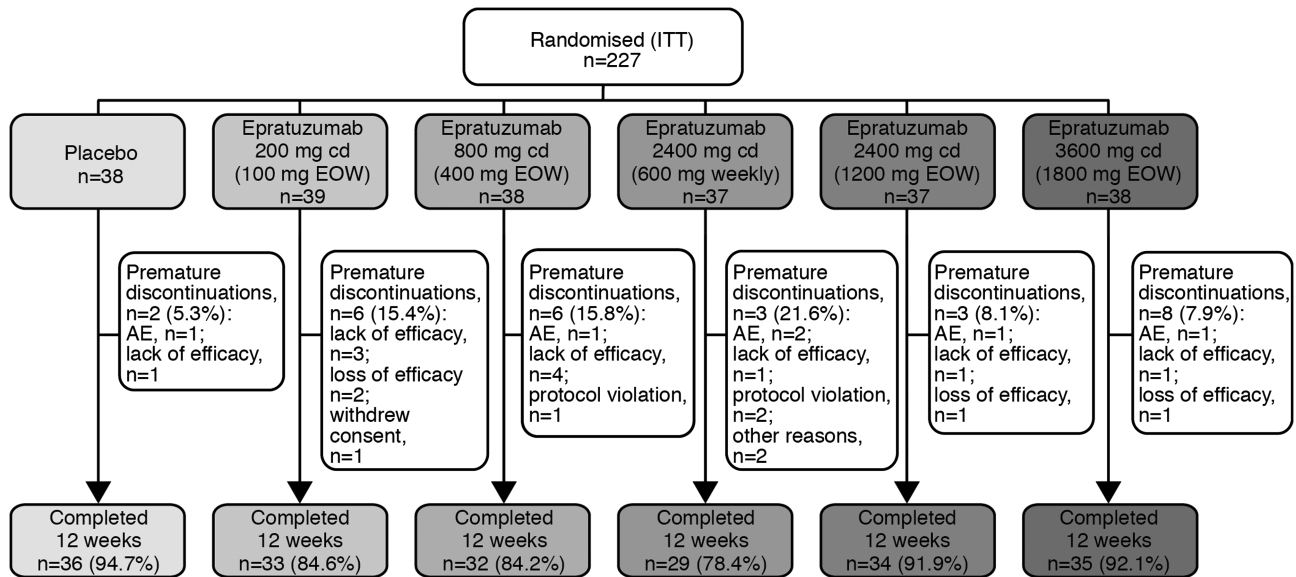 Randomised (ITT)
n=227
Placebo
n=38
Epratuzumab
200 mg cd
(100 mg EOW)
n=39
Epratuzumab
800 mg cd
(400 mg EOW)
n=38
Epratuzumab
2400 mg cd
(600 mg weekly)
n=37
Epratuzumab
2400 mg cd
(1200 mg EOW)
n=37
Epratuzumab
3600 mg cd
(1800 mg EOW)
n=38
Premature
discontinuations,
n=2 (5.3%):
AE, n=1;
lack of efficacy,
n=1
Premature
discontinuations,
n=6 (15.4%):
lack of efficacy,
n=3;
loss of efficacy
n=2;
withdrew
consent,
n=1
Premature
discontinuations,
n=6 (15.8%):
AE, n=1;
lack of efficacy,
n=4;
protocol violation,
n=1
Premature
discontinuations,
n=3 (21.6%):
AE, n=2;
lack of efficacy,
n=1;
protocol violation,
n=2;
other reasons,
n=2
Premature
discontinuations,
n=3 (8.1%):
AE, n=1;
lack of efficacy,
n=1;
loss of efficacy,
n=1
Premature
discontinuations,
n=8 (7.9%):
AE, n=1;
lack of efficacy,
n=1;
loss of efficacy,
n=1
Completed
12 weeks
n=36 (94.7%)
Completed
12 weeks
n=33 (84.6%)
Completed
12 weeks
n=32 (84.2%)
Completed
12 weeks
n=29 (78.4%)
Completed
12 weeks
n=34 (91.9%)
Completed
12 weeks
n=35 (92.1%)